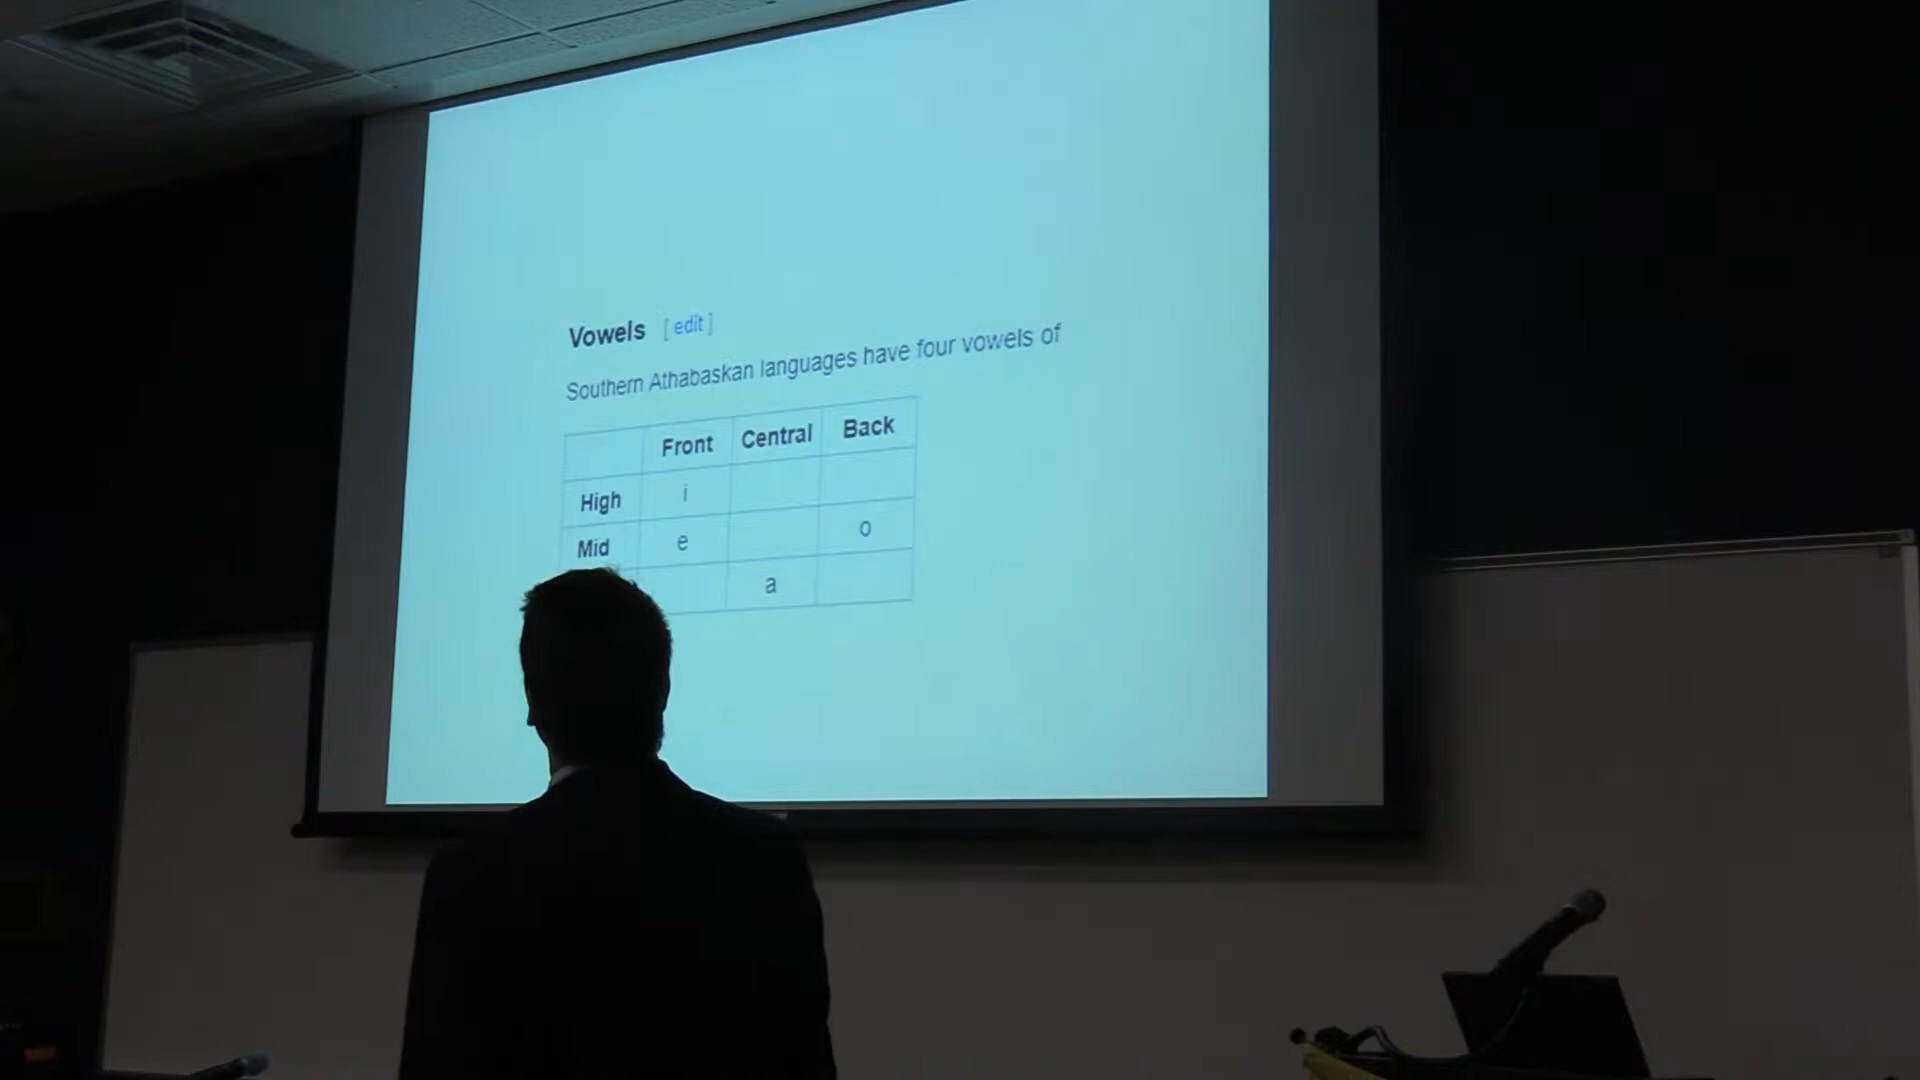 Vowels [ edit ]
Southern Athabaskan languages have four vowels of
Front Central Back
High i
Mid e o
a